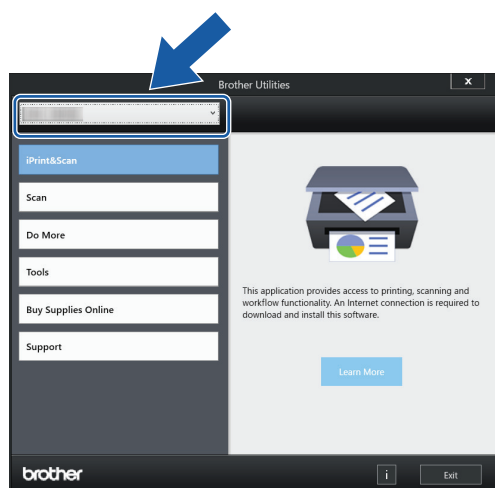 Brother Utilities
x
iPrint&Scan
Scan
Do More
Tools
Buy Supplies Online
Support
This application provides access to printing, scanning and
workflow functionality. An Internet connection is required to
download and install this software.
Learn More
brother
i
Exit